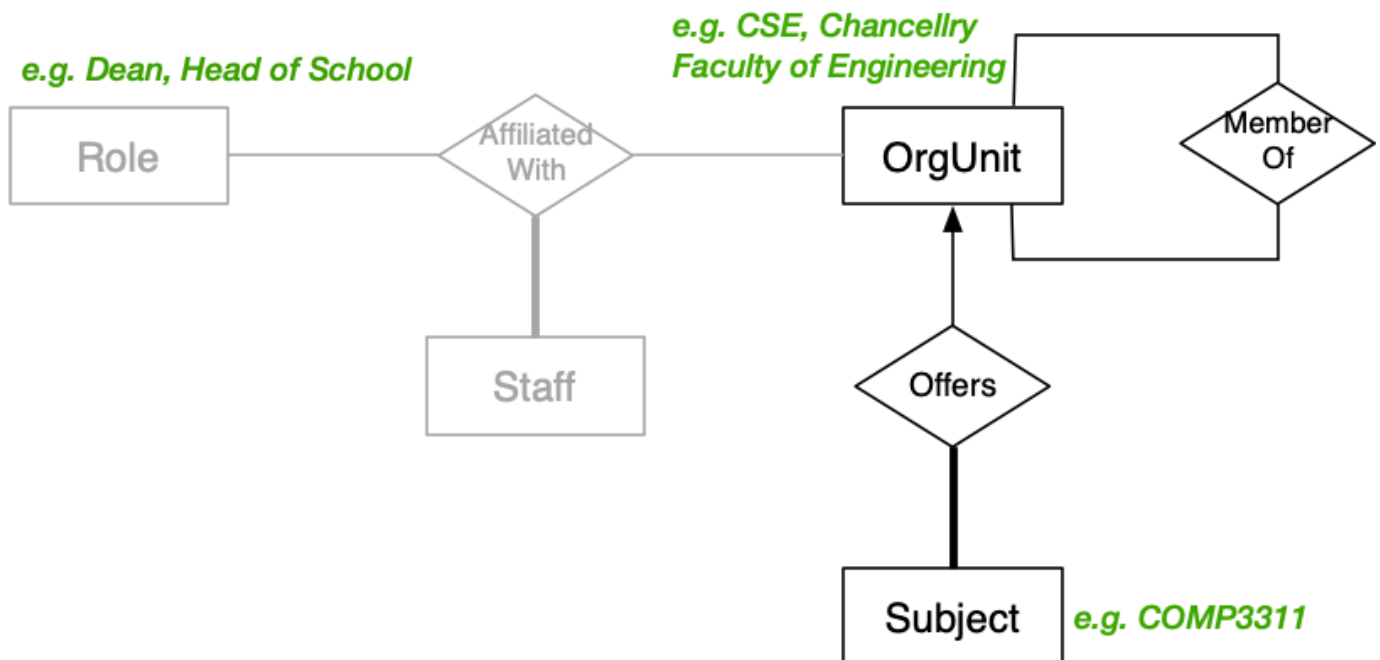 e.g. CSE, Chancellry
Faculty of Engineering
e.g. Dean, Head of School
Role
Affiliated
With
OrgUnit
Member
Of
Staff
Offers
Subject
e.g. COMP3311